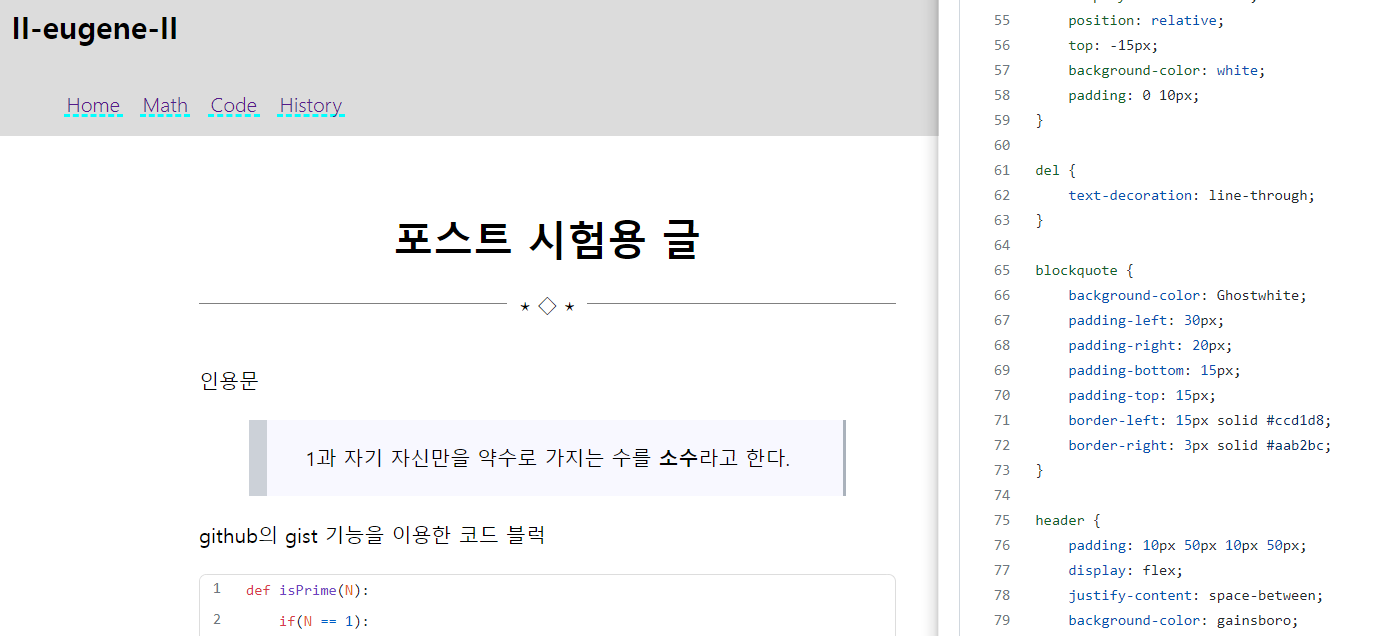 ll-eugene-ll
Home Math Code History
포스트 시험용 글
⋆ ◇ ⋆
인용문
1과 자기 자신만을 약수로 가지는 수를 소수라고 한다.
github의 gist 기능을 이용한 코드 블럭
1 def isPrime(N):
2 if(N == 1):
55 position: relative;
56 top: -15px;
57 background-color: white;
58 padding: 0 10px;
59 }
60
61 del {
62 text-decoration: line-through;
63 }
64
65 blockquote {
66 background-color: Ghostwhite;
67 padding-left: 30px;
68 padding-right: 20px;
69 padding-bottom: 15px;
70 padding-top: 15px;
71 border-left: 15px solid #ccd1d8;
72 border-right: 3px solid #aab2bc;
73 }
74
75 header {
76 padding: 10px 50px 10px 50px;
77 display: flex;
78 justify-content: space-between;
79 background-color: gainsboro;